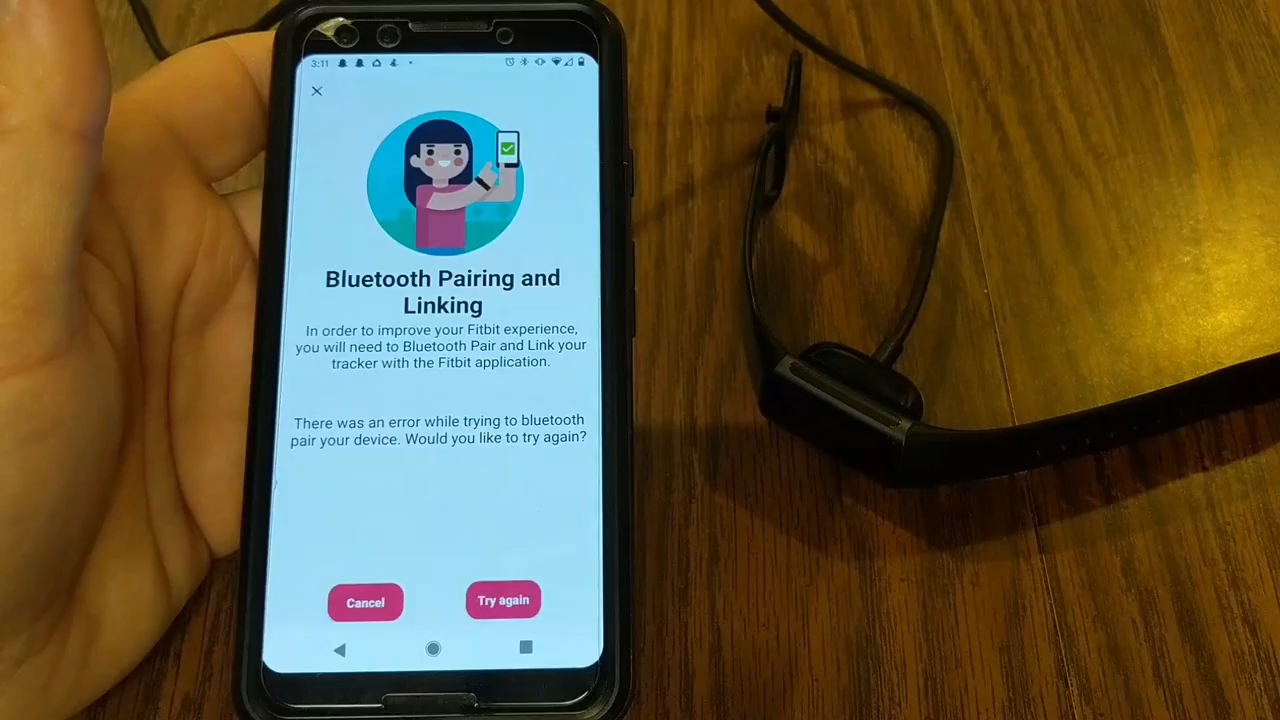 3:11
Bluetooth Pairing and
Linking
In order to improve your Fitbit experience,
you will need to Bluetooth Pair and Link your
tracker with the Fitbit application.
There was an error while trying to bluetooth
pair your device. Would you like to try again?
Cancel
Try again